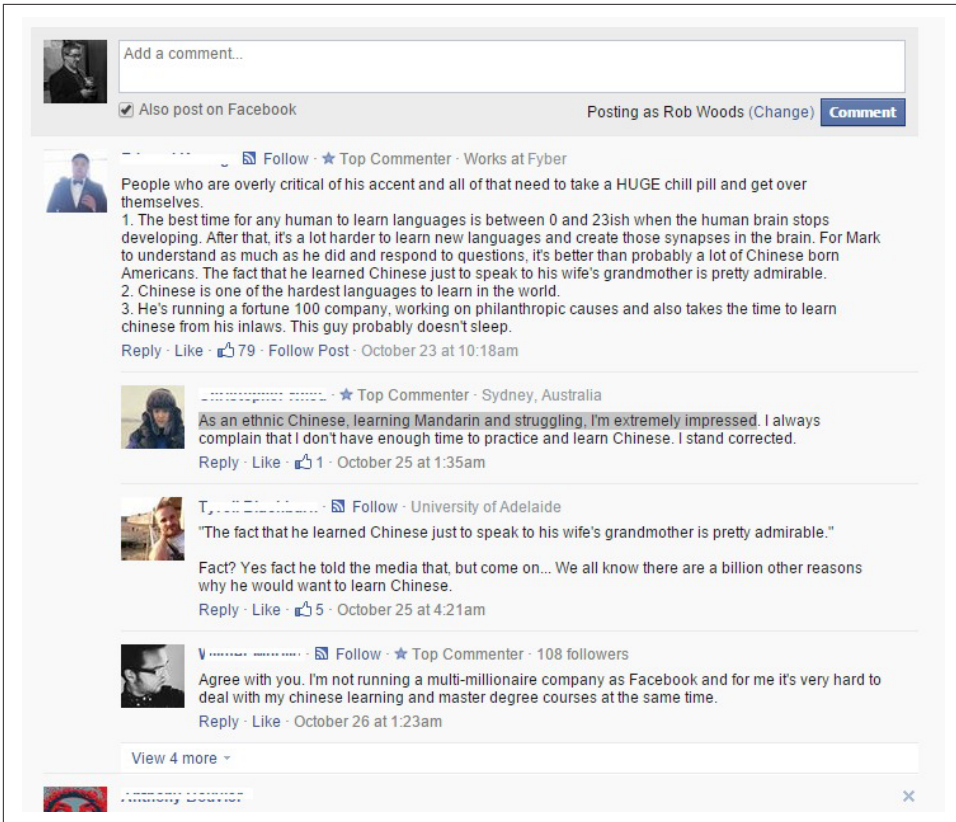 Add a comment...
Also post on Facebook
Posting as Rob Woods (Change) Comment
Follow · Top Commenter · Works at Fyber
People who are overly critical of his accent and all of that need to take a HUGE chill pill and get over
themselves.
1. The best time for any human to learn languages is between 0 and 23ish when the human brain stops
developing. After that, it's a lot harder to learn new languages and create those synapses in the brain. For Mark
to understand as much as he did and respond to questions, it's better than probably a lot of Chinese born
Americans. The fact that he learned Chinese just to speak to his wife's grandmother is pretty admirable.
2. Chinese is one of the hardest languages to learn in the world.
3. He's running a fortune 100 company, working on philanthropic causes and also takes the time to learn
chinese from his inlaws. This guy probably doesn't sleep.
Reply · Like · 79 · Follow Post · October 23 at 10:18am
· Top Commenter · Sydney, Australia
As an ethnic Chinese, learning Mandarin and struggling, I'm extremely impressed. I always
complain that I don't have enough time to practice and learn Chinese. I stand corrected.
Reply · Like · 1 · October 25 at 1:35am
· Follow · University of Adelaide
"The fact that he learned Chinese just to speak to his wife's grandmother is pretty admirable."
Fact? Yes fact he told the media that, but come on... We all know there are a billion other reasons
why he would want to learn Chinese.
Reply · Like · 5 · October 25 at 4:21am
· Follow · Top Commenter · 108 followers
Agree with you. I'm not running a multi-millionaire company as Facebook and for me it's very hard to
deal with my chinese learning and master degree courses at the same time.
Reply · Like · October 26 at 1:23am
View 4 more